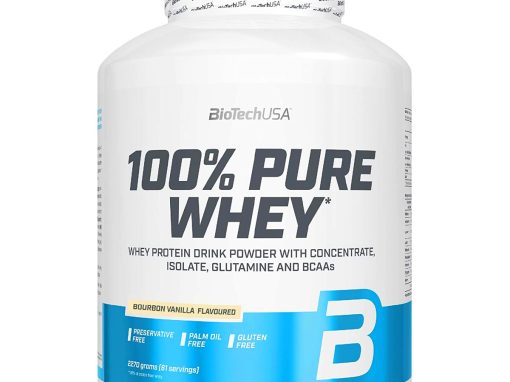 BioTechUSA
100% PURE
WHEY*
WHEY PROTEIN DRINK POWDER WITH CONCENTRATE,
ISOLATE, GLUTAMINE AND BCAAs
BOURBON VANILLA FLAVOURED
PRESERVATIVE FREE
PALM OIL FREE
GLUTEN FREE
2270 grams (81 servings)
B